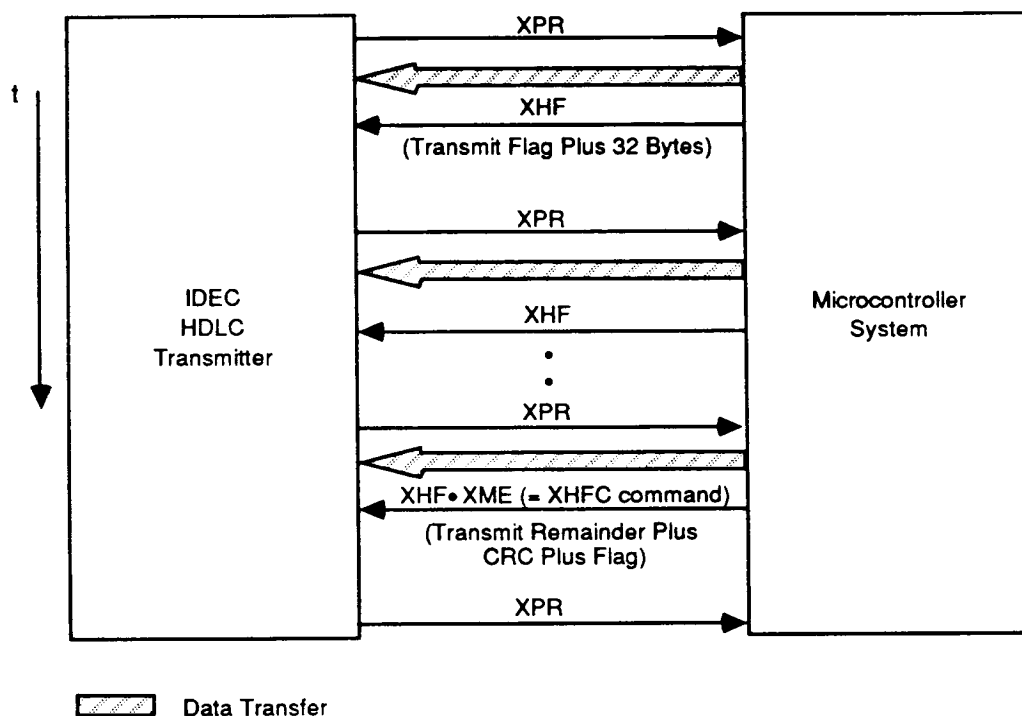 XPR
t
XHF
(Transmit Flag Plus 32 Bytes)
XPR
IDEC
HDLC
Transmitter
Microcontroller
System
XHF
XPR
XHF• XME (= XHFC command)
(Transmit Remainder Plus
CRC Plus Flag)
XPR
Data Transfer